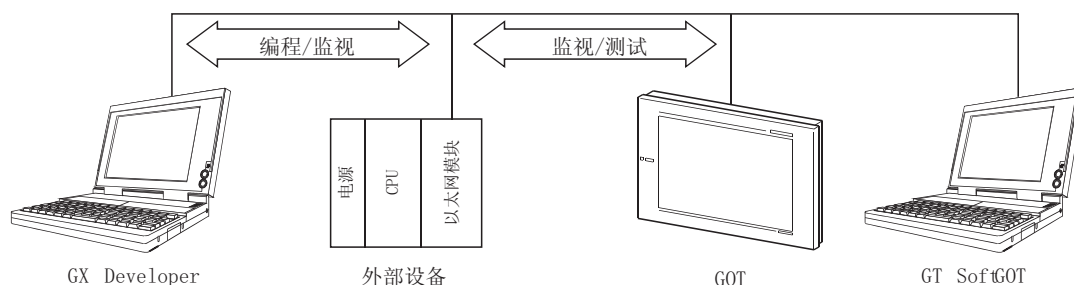 编程/监视
监视/测试
电源
CPU
以太网模块
GX Developer
外部设备
GOT
GT SoftGOT